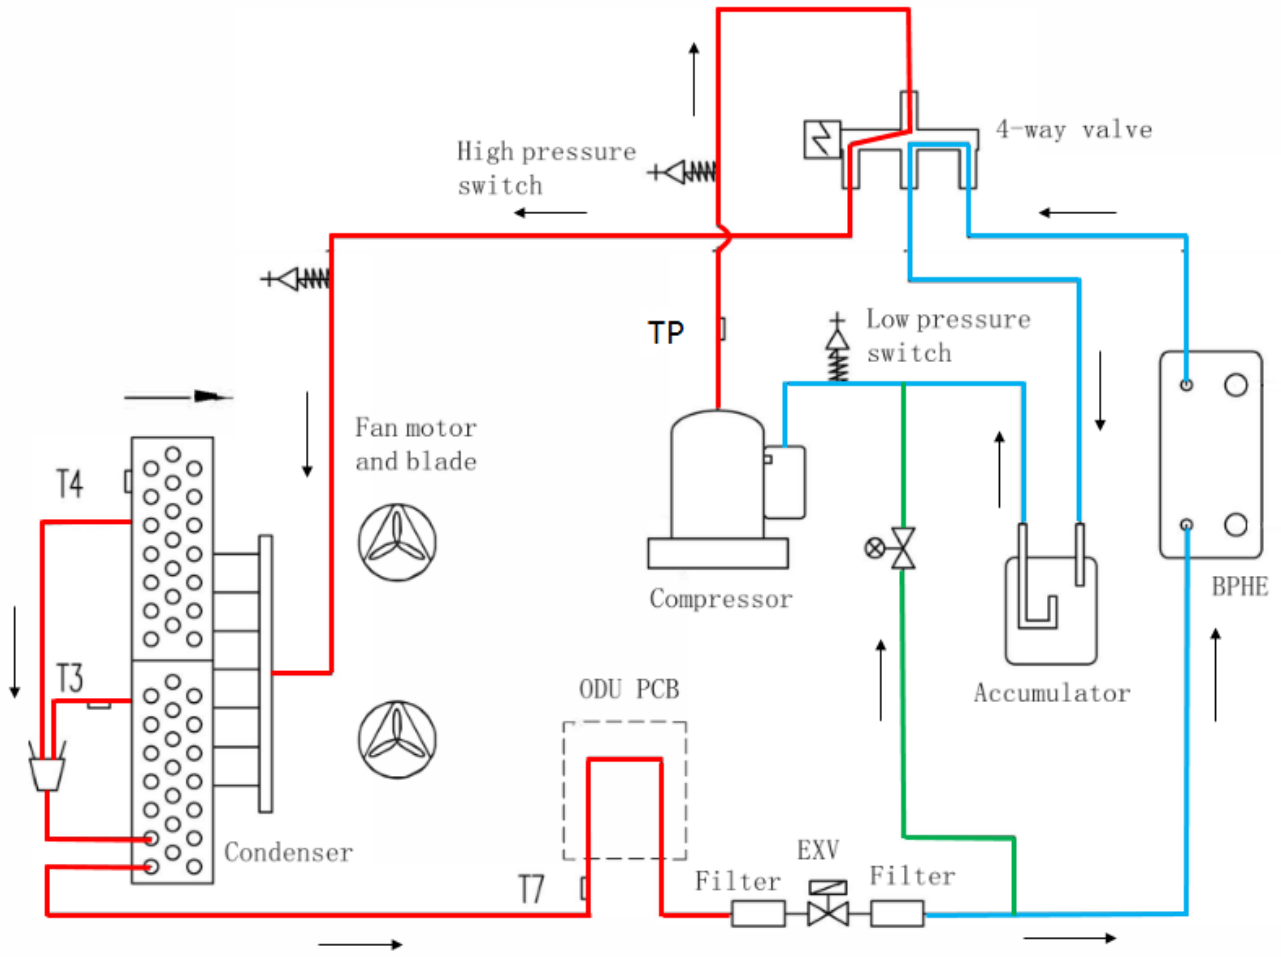 4-way valve
High pressure
switch
TP
Low pressure
switch
Fan motor
and blade
T4
BPHE
Compressor
T3
ODU PCB
Accumulator
Condenser
EXV
T7
Filter
Filter